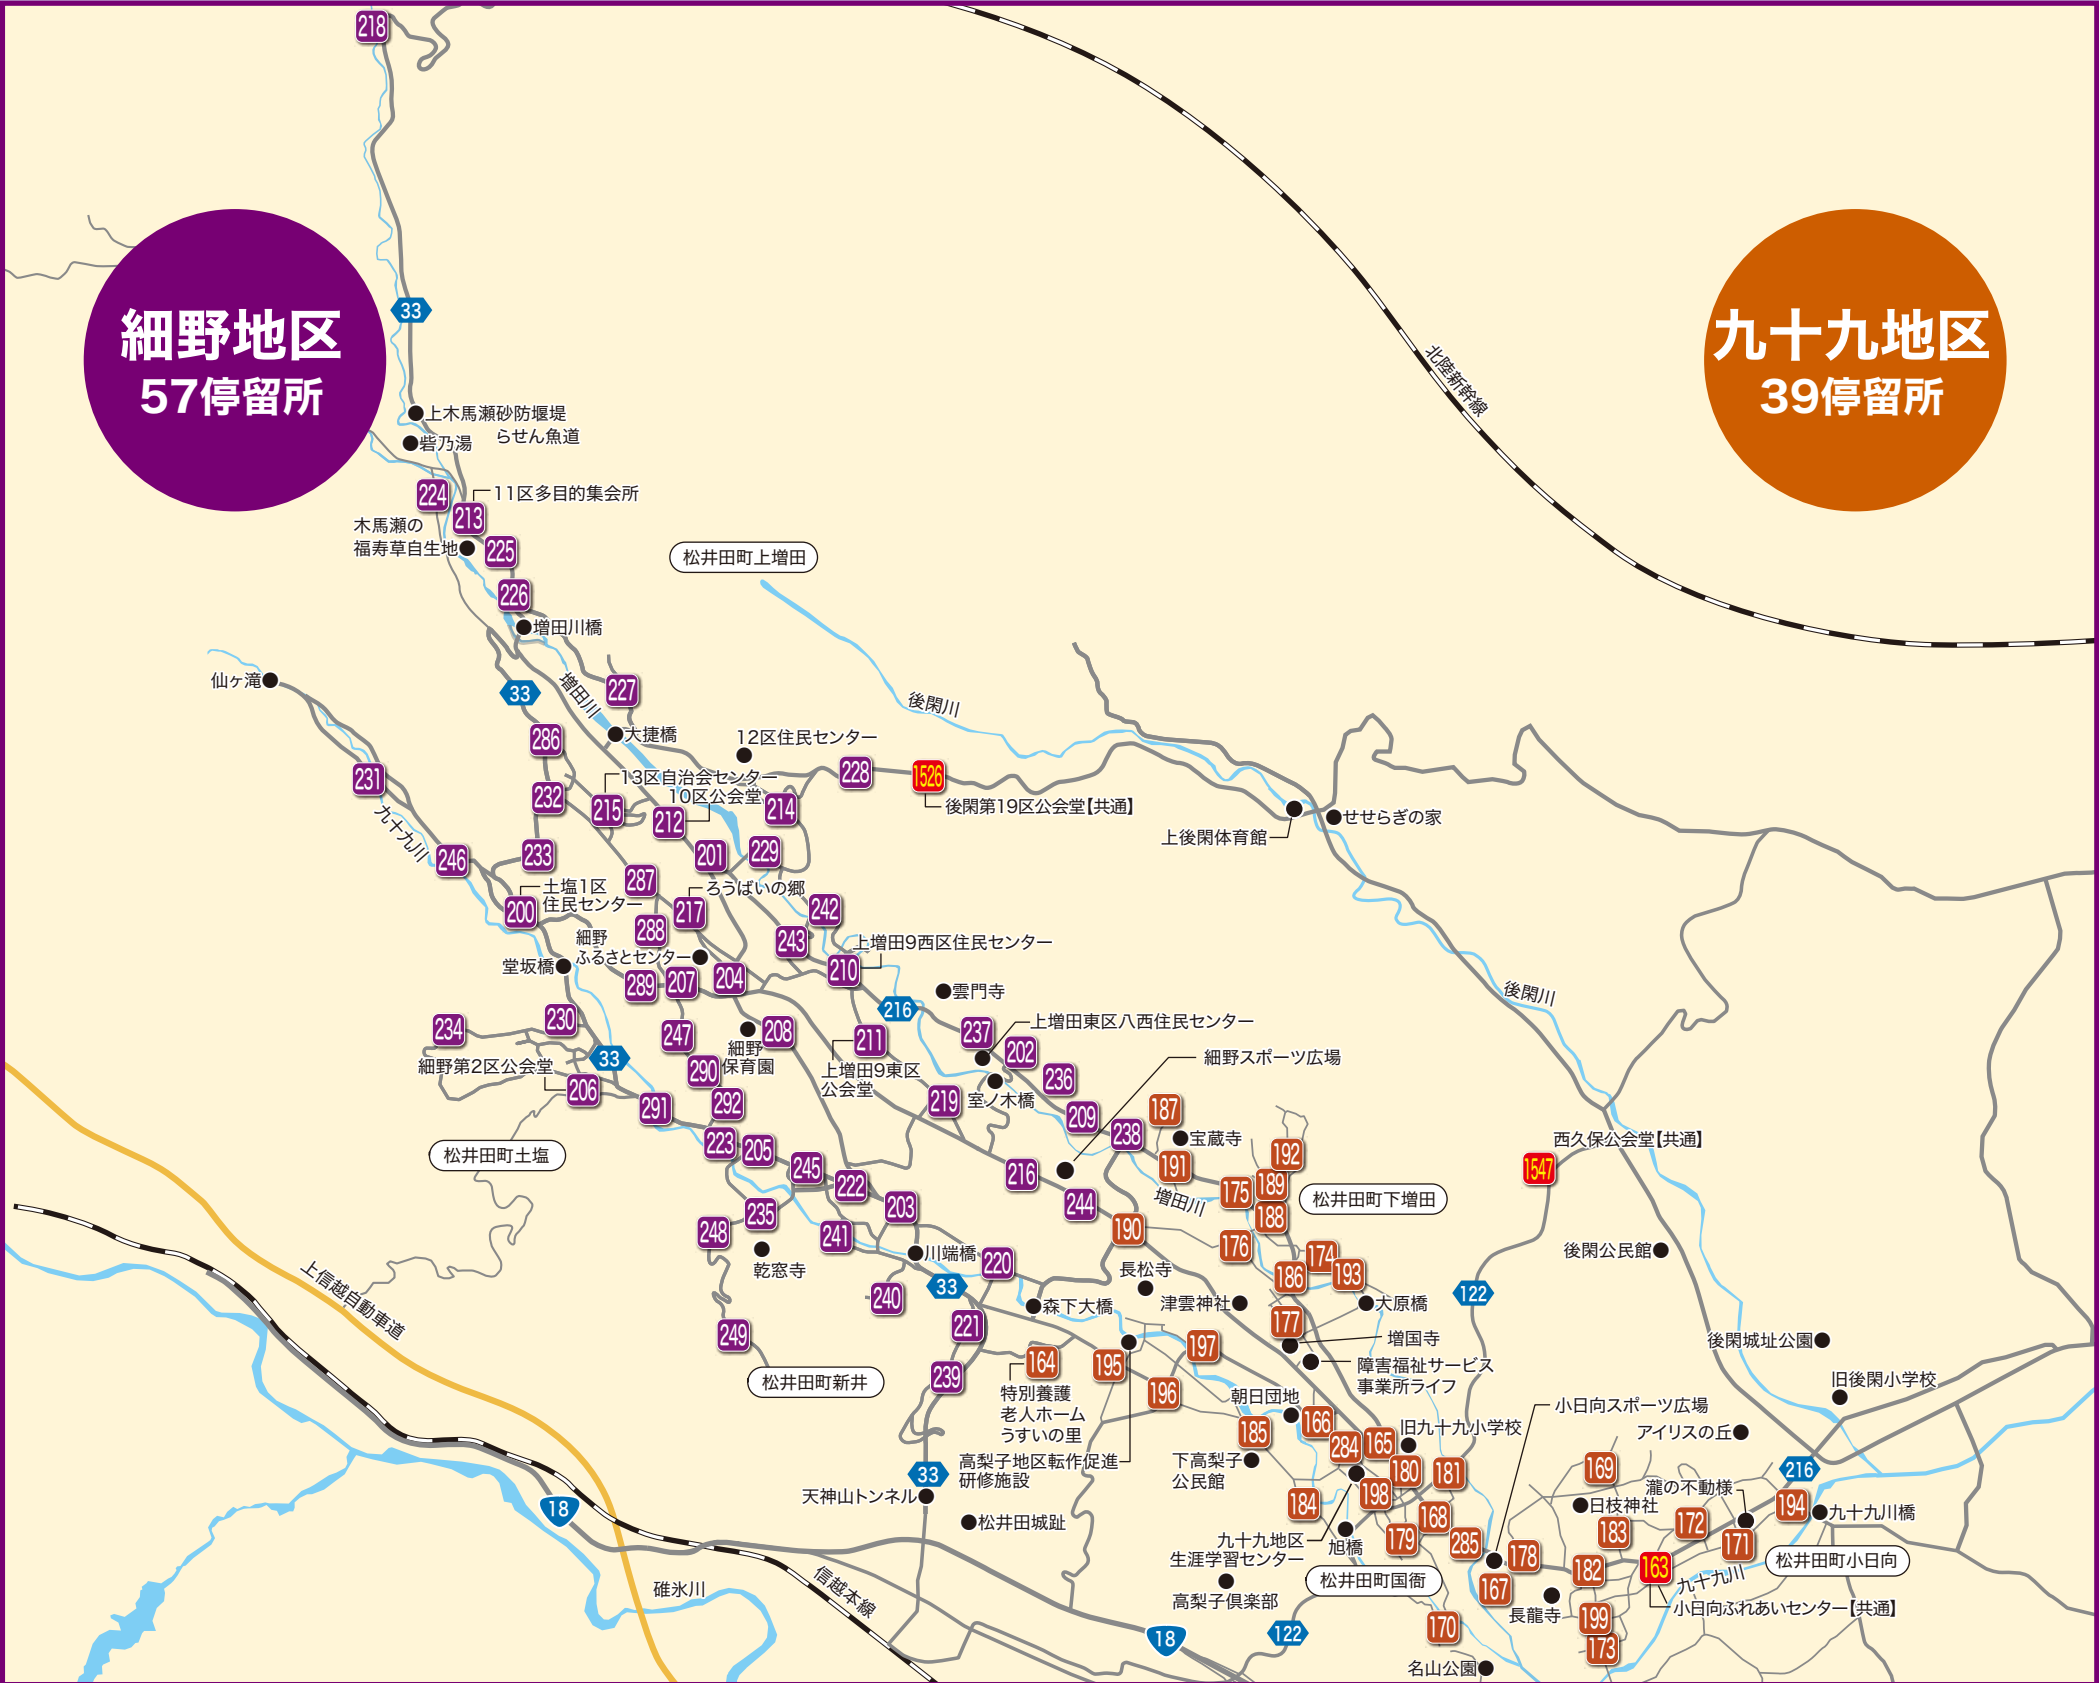 218
33
細野地区
57停留所
九十九地区
39停留所
北陸新幹線
上木馬瀬砂防堰堤
らせん魚道
砦乃湯
224
11区多目的集会所
213
木馬瀬の
福寿草自生地
225
松井田町上増田
226
増田川橋
仙ヶ滝
33
増田川
227
後閑川
286
大捷橋
12区住民センター
231
13区自治会センター
228
1526
232
215
10区公会堂
214
後閑第19区公会堂【共通】
212
九十九川
上後閑体育館
せせらぎの家
246
233
201
229
287
土塩1区
住民センター
ろうばいの郷
200
217
242
288
細野
ふるさとセンター
243
上増田9西区住民センター
堂坂橋
210
289
207
204
雲門寺
後閑川
216
230
234
247
細野
保育園
208
211
237
上増田東区八西住民センター
202
33
細野第2区公会堂
290
上増田9東区
公会堂
細野スポーツ広場
236
206
室ノ木橋
291
292
219
209
187
223
205
238
宝蔵寺
西久保公会堂【共通】
松井田町土塩
192
245
216
191
1547
222
175
189
松井田町下増田
203
244
増田川
235
188
248
241
190
176
乾窓寺
川端橋
174
後閑公民館
220
長松寺
186
193
上信越自動車道
240
33
森下大橋
津雲神社
大原橋
122
249
221
177
増国寺
後閑城址公園
197
164
195
障害福祉サービス
事業所ライフ
松井田町新井
239
特別養護
老人ホーム
うすいの里
196
朝日団地
旧後閑小学校
166
小日向スポーツ広場
185
旧九十九小学校
アイリスの丘
284
165
高梨子地区転作促進
研修施設
下高梨子
公民館
180
181
169
216
33
天神山トンネル
瀧の不動様
18
184
198
日枝神社
194
九十九川橋
松井田城趾
168
172
183
九十九地区
生涯学習センター
旭橋
179
285
171
178
松井田町小日向
182
163
九十九川
高梨子倶楽部
松井田町国衙
167
碓氷川
信越本線
長龍寺
小日向ふれあいセンター【共通】
199
170
18
122
173
名山公園